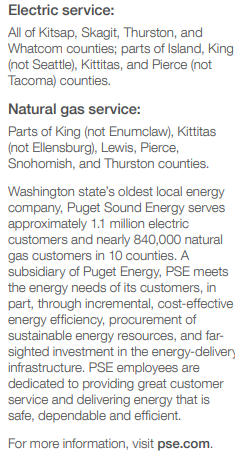 Electric service:
All of Kitsap, Skagit, Thurston, and
Whatcom counties; parts of Island, King
(not Seattle), Kittitas, and Pierce (not
Tacoma) counties.
Natural gas service:
Parts of King (not Enumclaw), Kittitas
(not Ellensburg), Lewis, Pierce,
Snohomish, and Thurston counties.
Washington state's oldest local energy
company, Puget Sound Energy serves
approximately 1.1 million electric
customers and nearly 840,000 natural
gas customers in 10 counties. A
subsidiary of Puget Energy, PSE meets
the energy needs of its customers, in
part, through incremental, cost-effective
energy efficiency, procurement of
sustainable energy resources, and far-
sighted investment in the energy-delivery
infrastructure. PSE employees are
dedicated to providing great customer
service and delivering energy that is
safe, dependable and efficient.
For more information, visit pse.com.